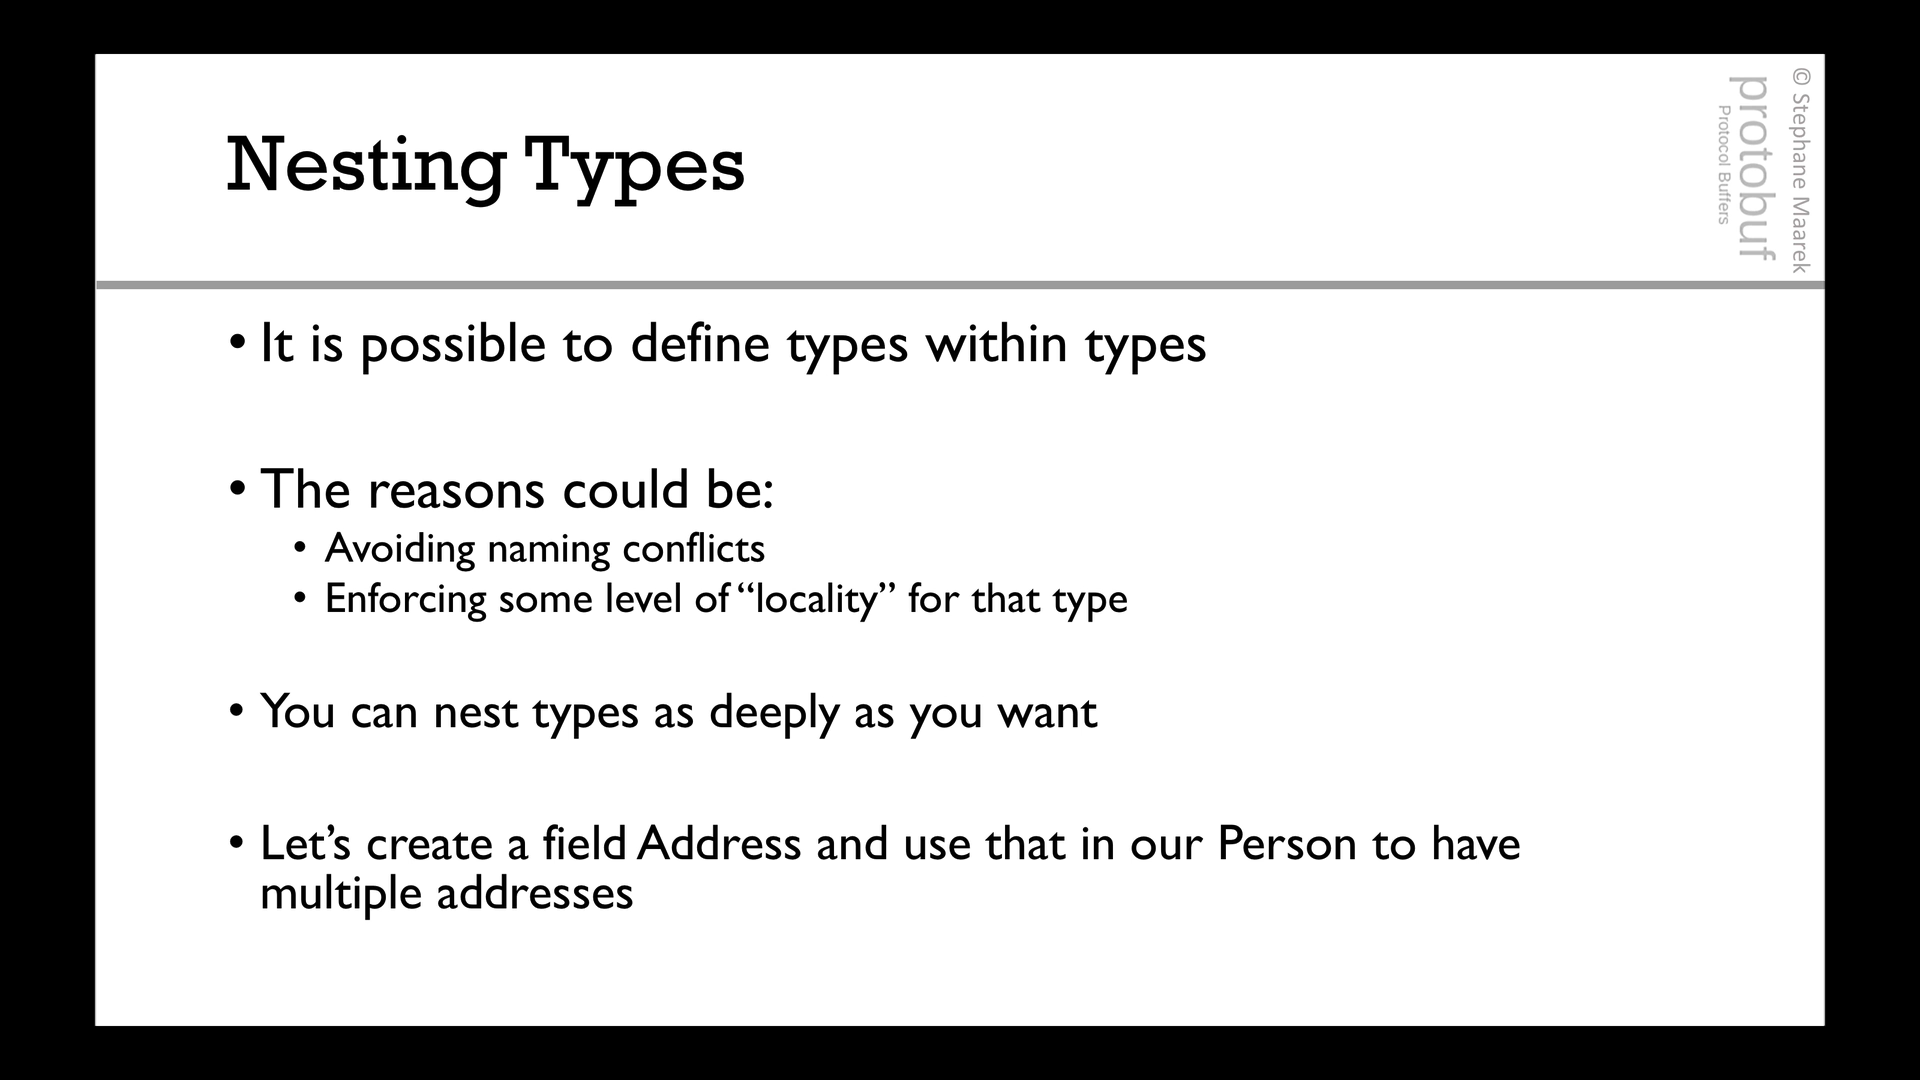 Nesting Types
© Stephane Maarek
protobuf
Protocol Buffers
• It is possible to define types within types
• The reasons could be:
• Avoiding naming conflicts
• Enforcing some level of “locality” for that type
• You can nest types as deeply as you want
• Let’s create a field Address and use that in our Person to have
multiple addresses